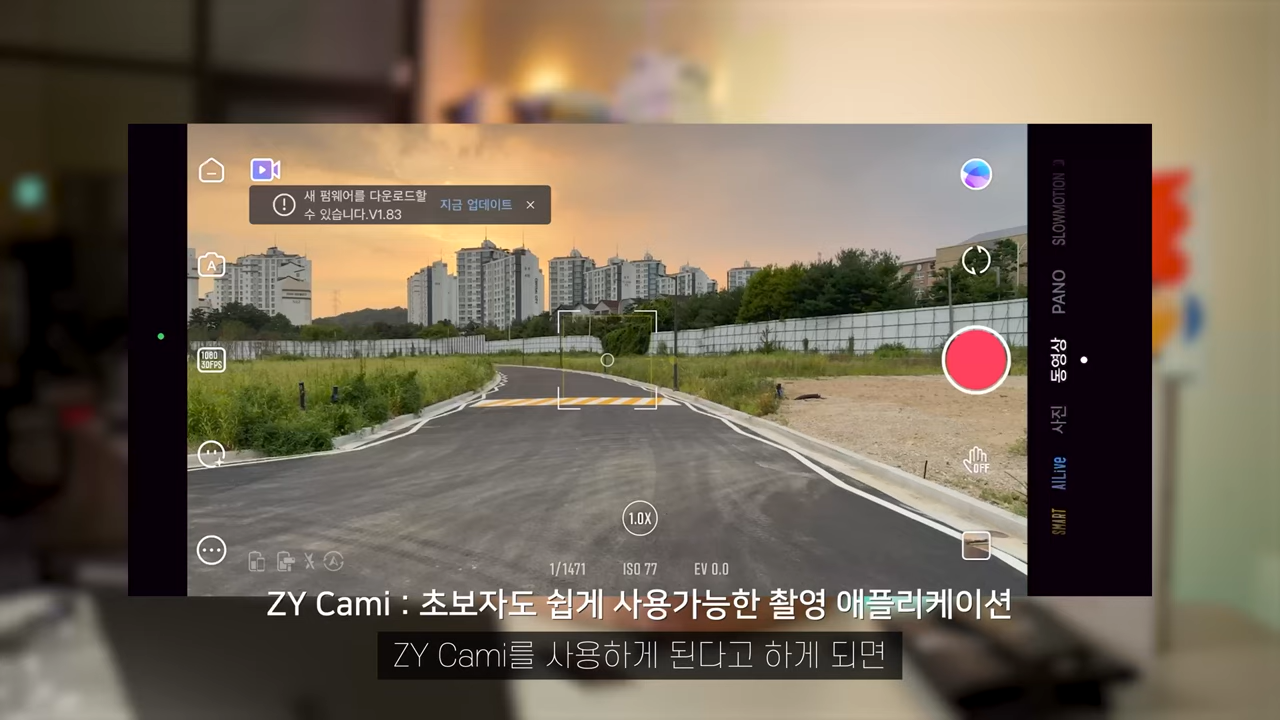 새 펌웨어를 다운로드할
수 있습니다.V1.83
지금 업데이트
A
1080
30FPS
SLOWMOTION
PANO
동영상
사진
AILive
SMART
OFF
1.0X
1/1471
ISO 77
EV 0.0
ZY Cami : 초보자도 쉽게 사용가능한 촬영 애플리케이션
ZY Cami를 사용하게 된다고 하게 되면